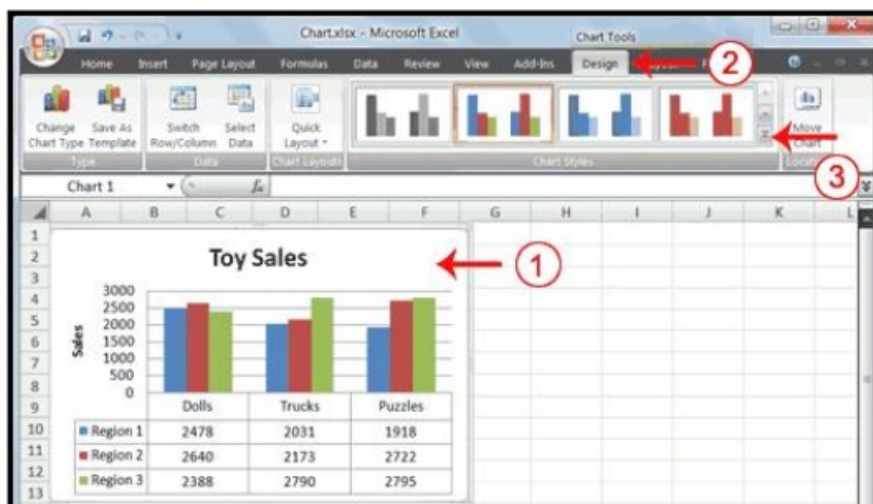 Chart.xlsx - Microsoft Excel Chart Tools
Home Insert Page Layout Formulas Data Review View Add-Ins Design 2
Change Chart Type Save As Template Switch Row/Column Select Data Quick Layout Move Chart
Type Data Chart Layouts Chart Styles
3
Chart 1 fx
A B C D E F G H I J K L
1
2
3
4
5
6
7
8
9
10
11
12
13
Toy Sales
1
Sales
3000
2500
2000
1500
1000
500
0
Dolls Trucks Puzzles
Region 1 2478 2031 1918
Region 2 2640 2173 2722
Region 3 2388 2790 2795